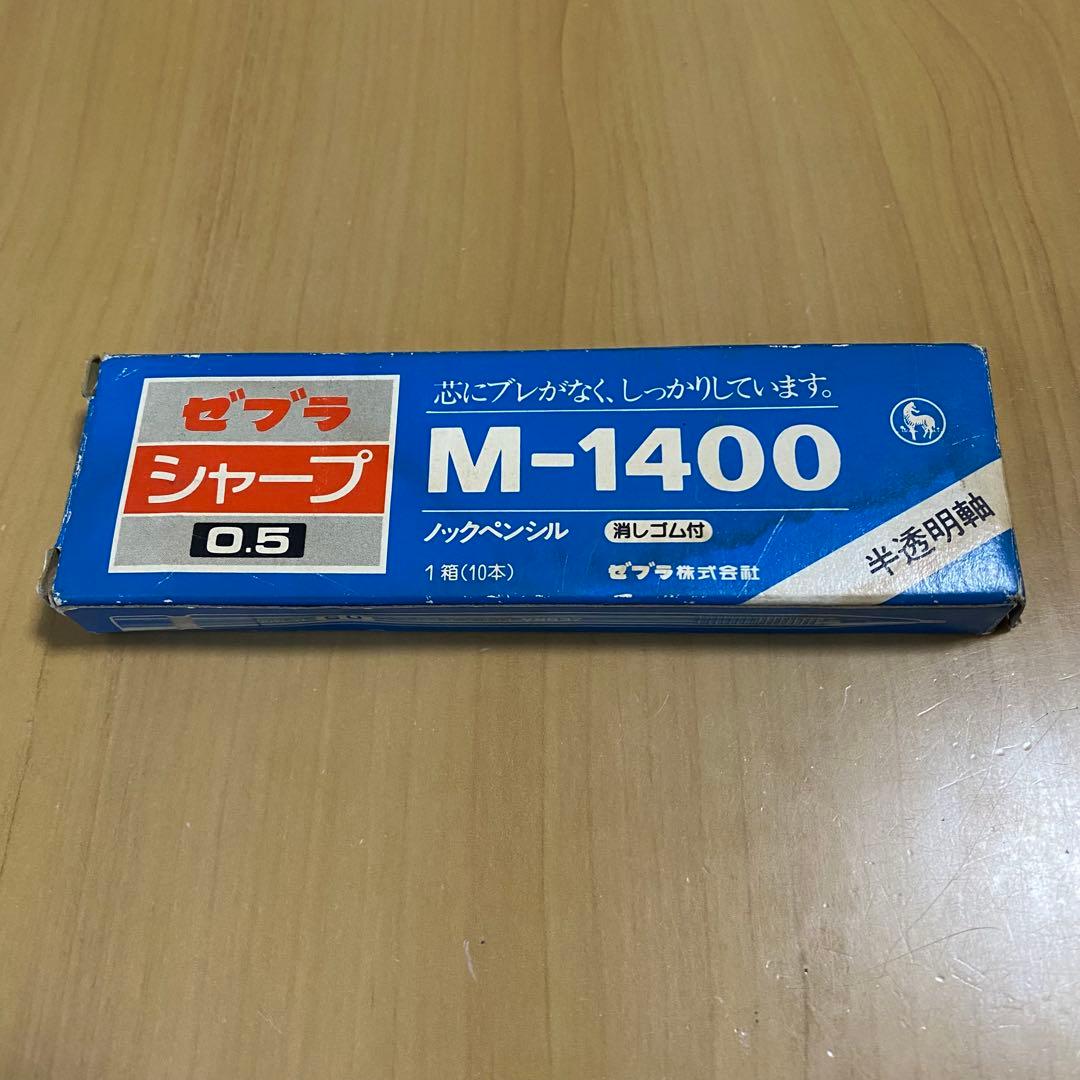 ゼブラ
シャープ
0.5
芯にブレがなく、しっかりしています。
M-1400
ノックペンシル 消しゴム付
1箱(10本) ゼブラ株式会社
半透明軸